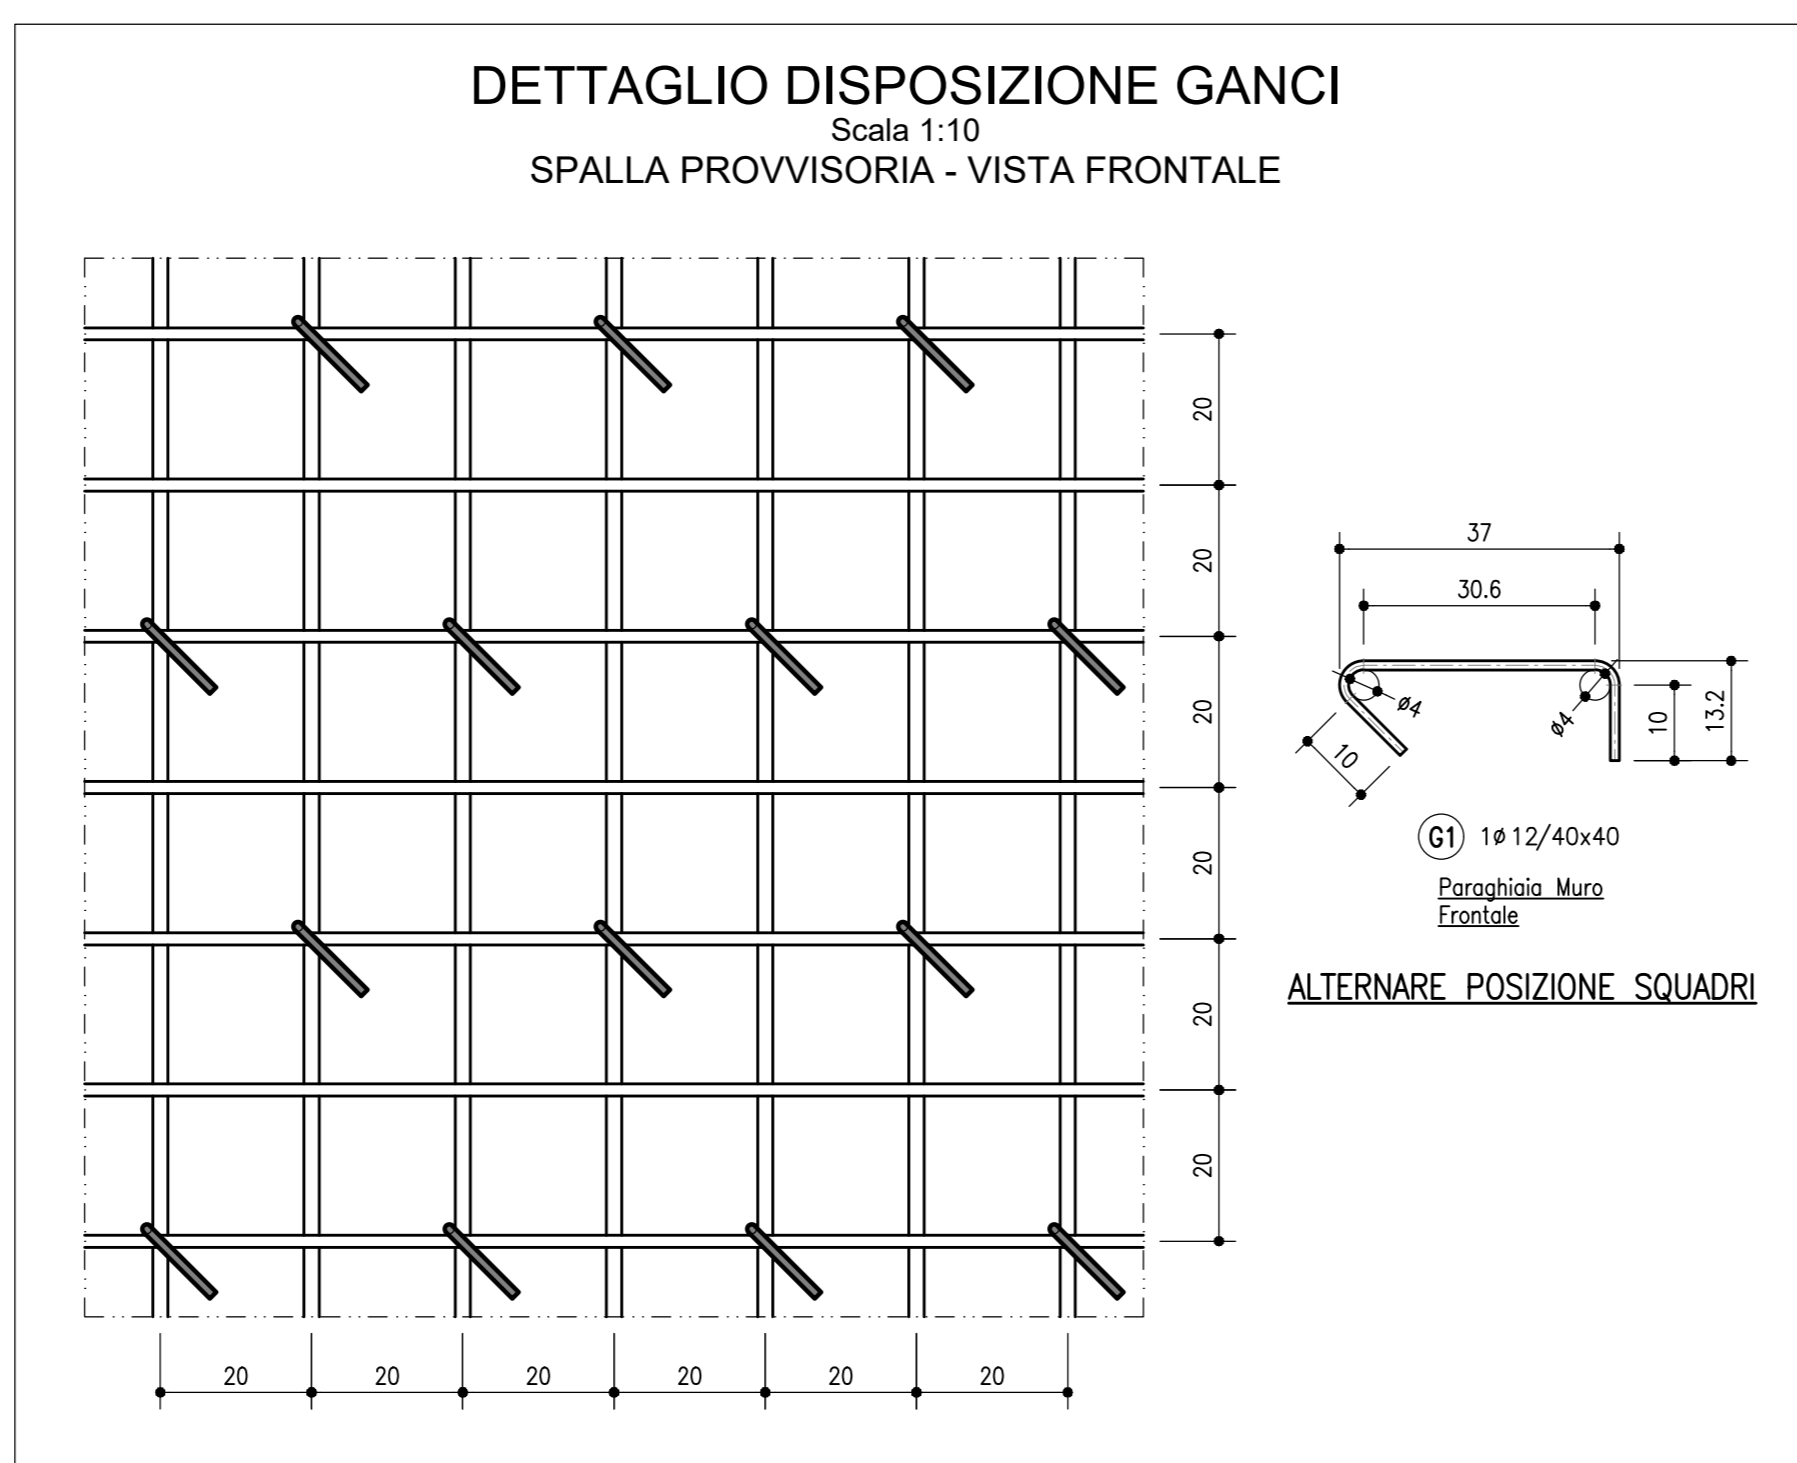 DETTAGLIO DISPOSIZIONE GANCI
Scala 1:10
SPALLA PROVVISORIA - VISTA FRONTALE
20
20
20
20
20
20
20
20
20
20
20
20
37
30.6
ø4
ø4
10
10
13.2
G1 1ø12/40x40
Paraghiaia Muro
Frontale
ALTERNARE POSIZIONE SQUADRI